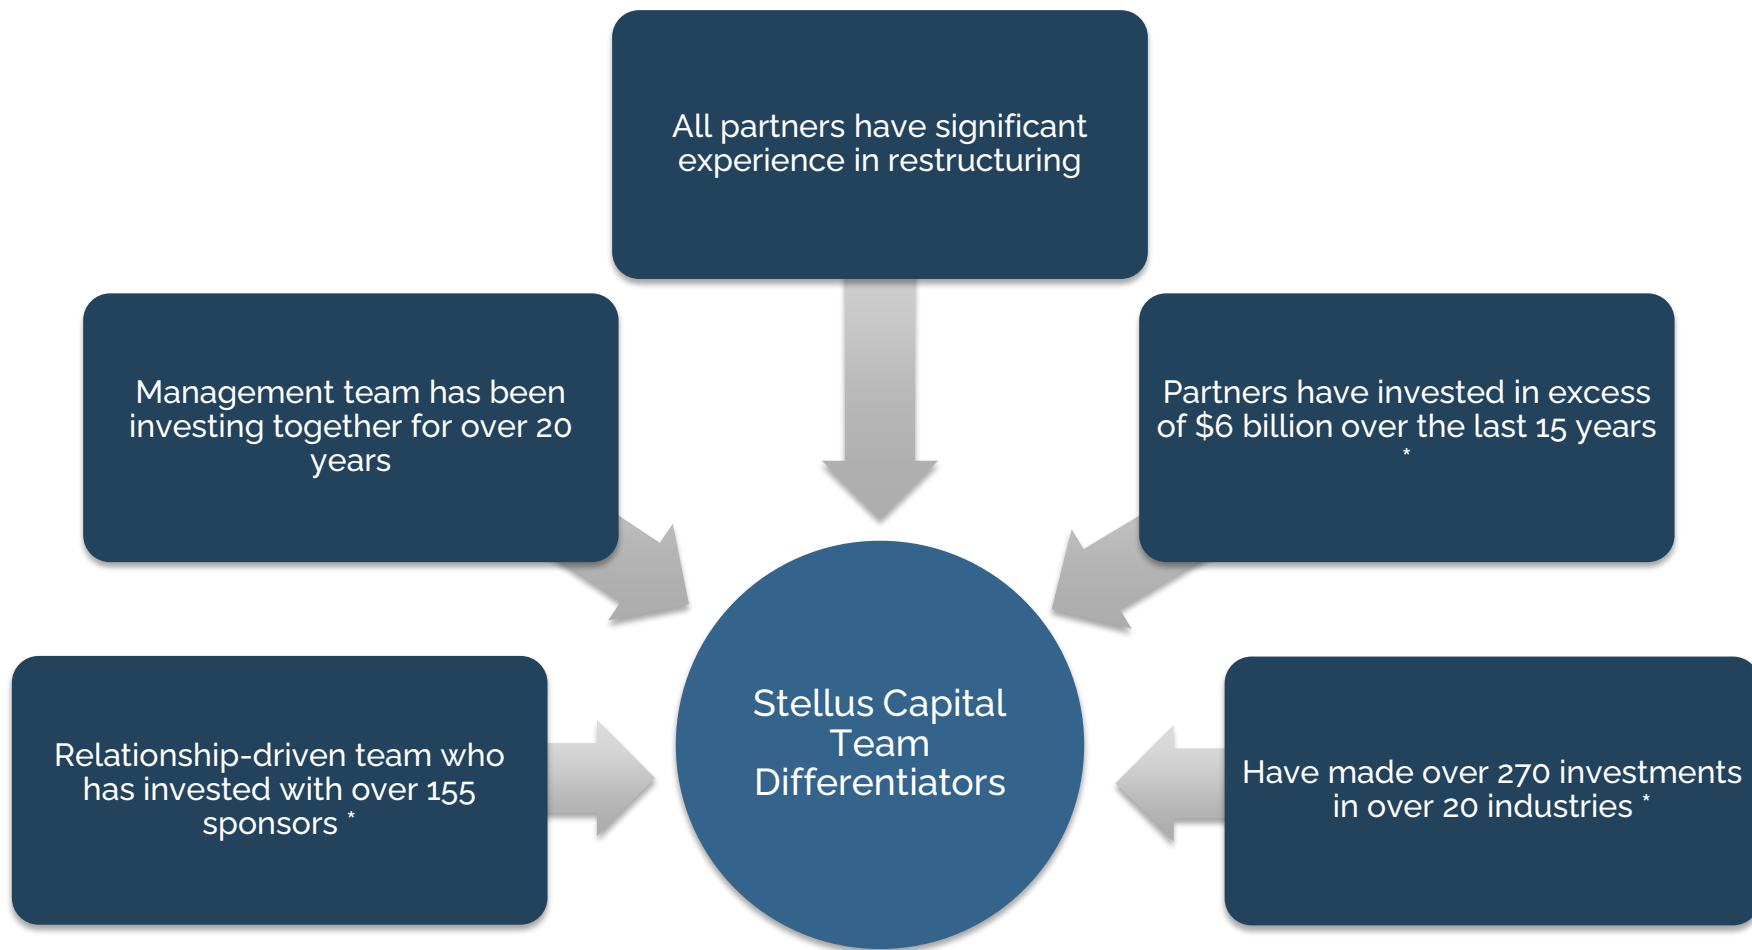 All partners have significant
experience in restructuring
Management team has been
investing together for over 20
years
Partners have invested in excess
of $6 billion over the last 15 years
*
Relationship-driven team who
has invested with over 155
sponsors *
Stellus Capital
Team
Differentiators
Have made over 270 investments
in over 20 industries *